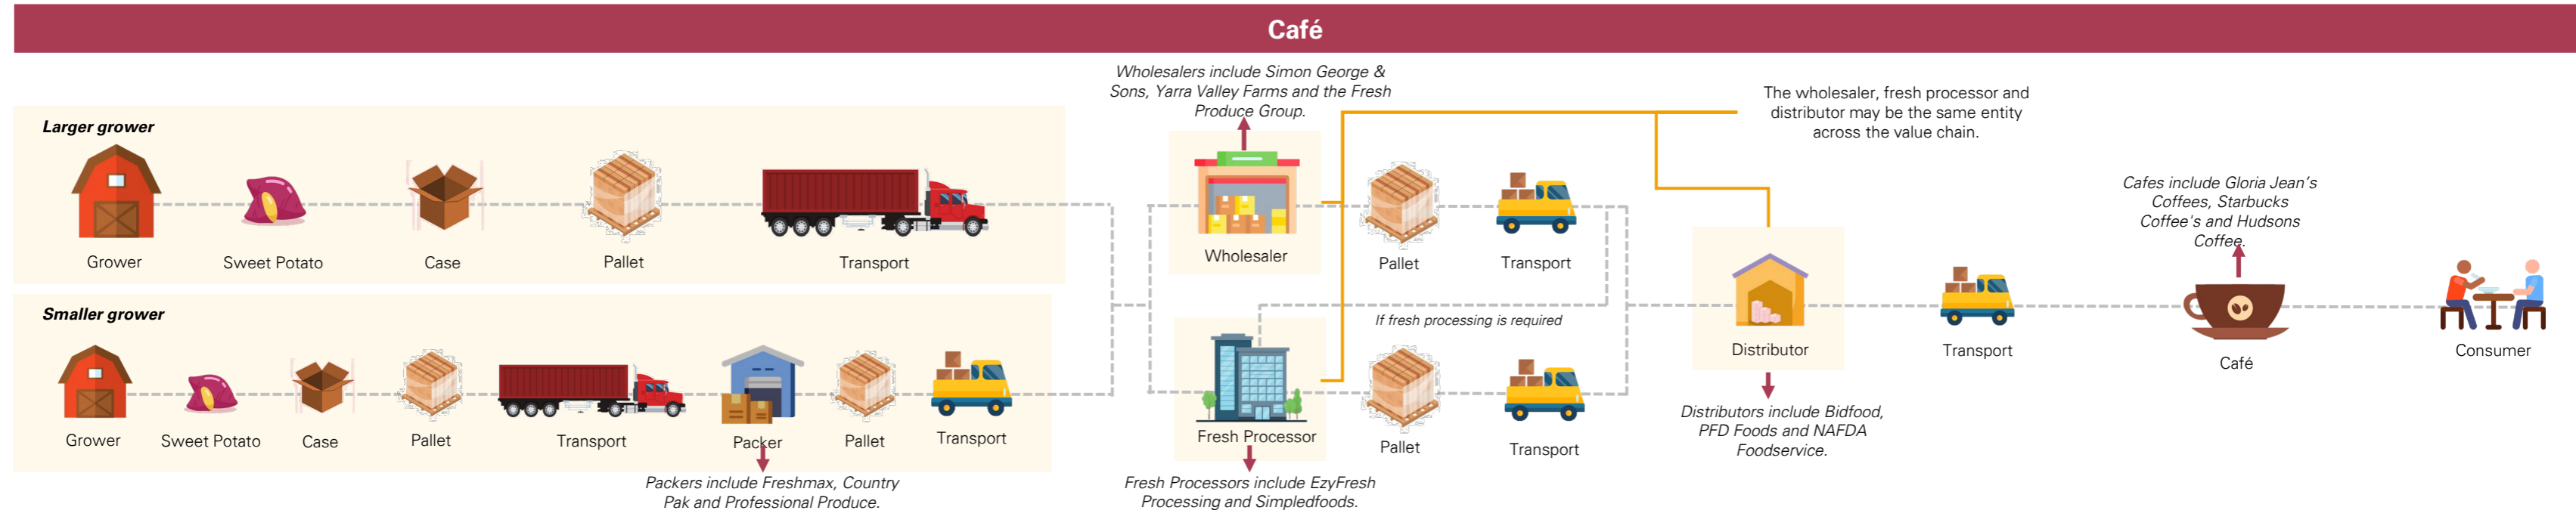 Café
Wholesalers include Simon George &
Sons, Yarra Valley Farms and the Fresh
Produce Group.
The wholesaler, fresh processor and
distributor may be the same entity
across the value chain.
Larger grower
Grower
Sweet Potato
Case
Pallet
Transport
Wholesaler
Pallet
Transport
Cafes include Gloria Jean's
Coffees, Starbucks
Coffee's and Hudsons
Coffee.
Smaller grower
If fresh processing is required
Grower
Sweet Potato
Case
Pallet
Transport
Packer
Pallet
Transport
Fresh Processor
Pallet
Transport
Distributor
Transport
Café
Consumer
Packers include Freshmax, Country
Pak and Professional Produce.
Fresh Processors include EzyFresh
Processing and Simpledfoods.
Distributors include Bidfood,
PFD Foods and NAFDA
Foodservice.